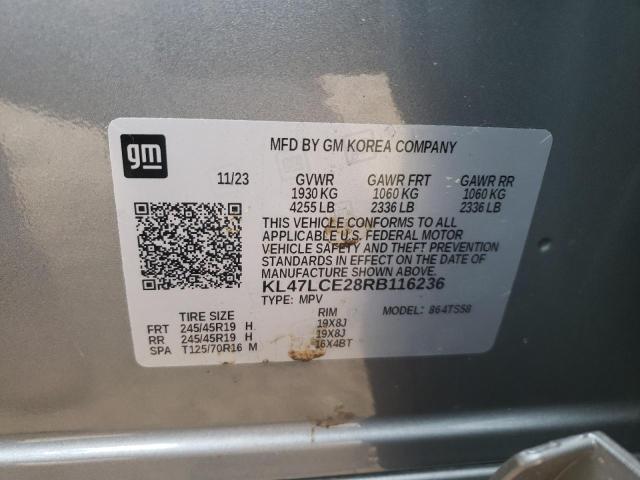 gm
MFD BY GM KOREA COMPANY
11/23 GVWR GAWR FRT GAWR RR
1930 KG 1060 KG 1060 KG
4255 LB 2336 LB 2336 LB
THIS VEHICLE CONFORMS TO ALL
APPLICABLE U.S. FEDERAL MOTOR
VEHICLE SAFETY AND THEFT PREVENTION
STANDARDS IN EFFECT ON THE DATE OF
MANUFACTURE SHOWN ABOVE.
KL47LCE28RB116236
TYPE: MPV MODEL: 864TS58
TIRE SIZE RIM
FRT 245/45R19 H 19X8J
RR 245/45R19 H 19X8J
SPA T125/70R16 M 16X4BT